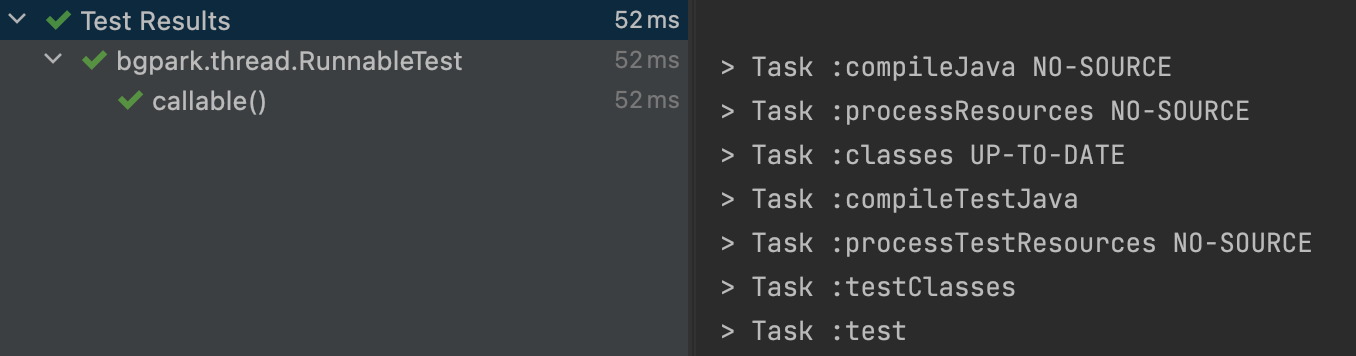 Test Results 52 ms
bgpark.thread.RunnableTest 52 ms
callable() 52 ms
> Task :compileJava NO-SOURCE
> Task :processResources NO-SOURCE
> Task :classes UP-TO-DATE
> Task :compileTestJava
> Task :processTestResources NO-SOURCE
> Task :testClasses
> Task :test